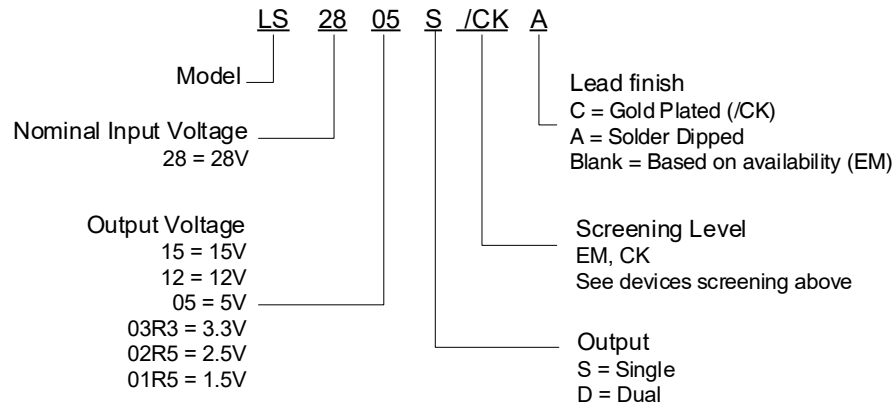 LS 28 05 S /CK A
Model
Nominal Input Voltage
28 = 28V
Output Voltage
15 = 15V
12 = 12V
05 = 5V
03R3 = 3.3V
02R5 = 2.5V
01R5 = 1.5V
Lead finish
C = Gold Plated (/CK)
A = Solder Dipped
Blank = Based on availability (EM)
Screening Level
EM, CK
See devices screening above
Output
S = Single
D = Dual